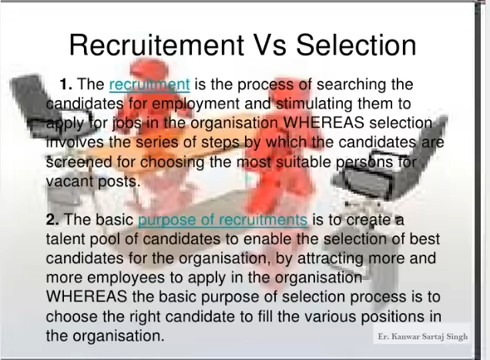 Recruitement Vs Selection
1. The recruitment is the process of searching the
candidates for employment and stimulating them to
apply for jobs in the organisation WHEREAS selection
involves the series of steps by which the candidates are
screened for choosing the most suitable persons for
vacant posts.
2. The basic purpose of recruitments is to create a
talent pool of candidates to enable the selection of best
candidates for the organisation, by attracting more and
more employees to apply in the organisation
WHEREAS the basic purpose of selection process is to
choose the right candidate to fill the various positions in
the organisation.
Er. Kanwar Sartaj Singh